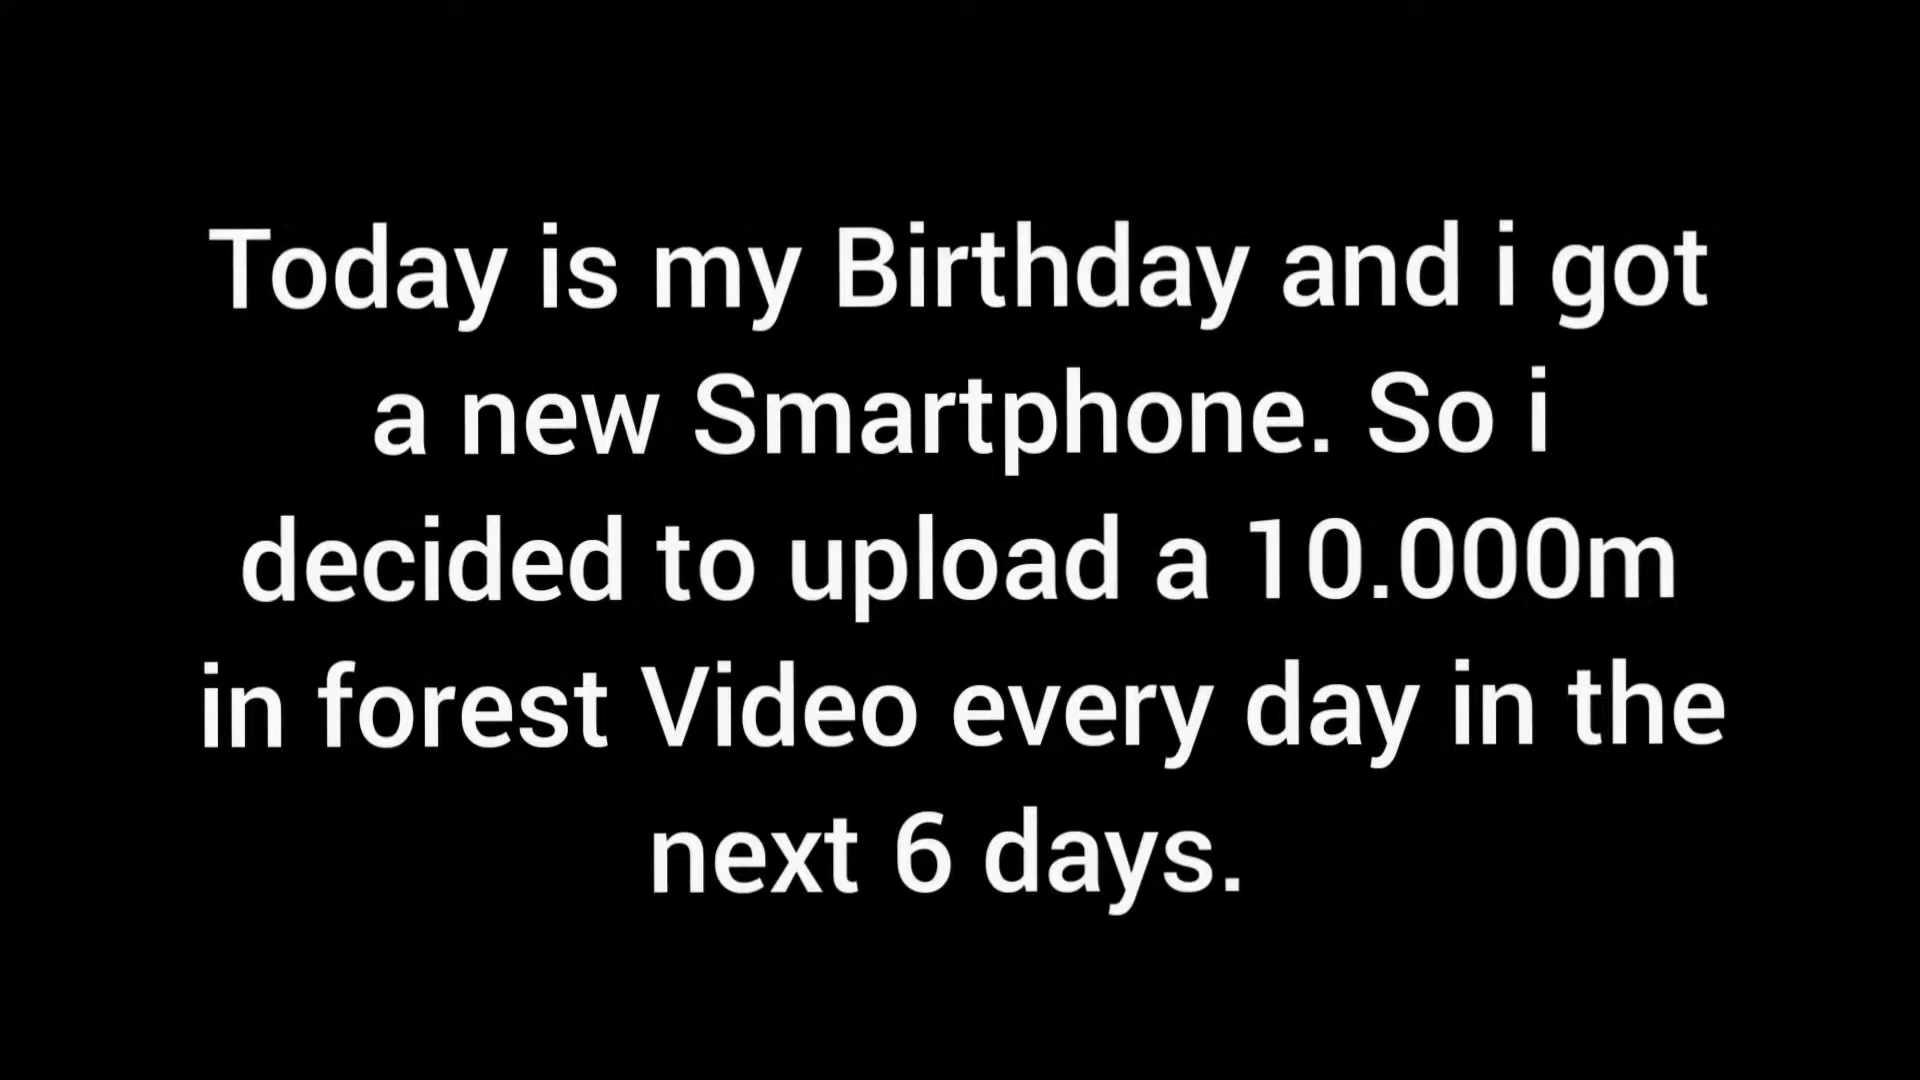 Today is my Birthday and i got
a new Smartphone. So i
decided to upload a 10.000m
in forest Video every day in the
next 6 days.